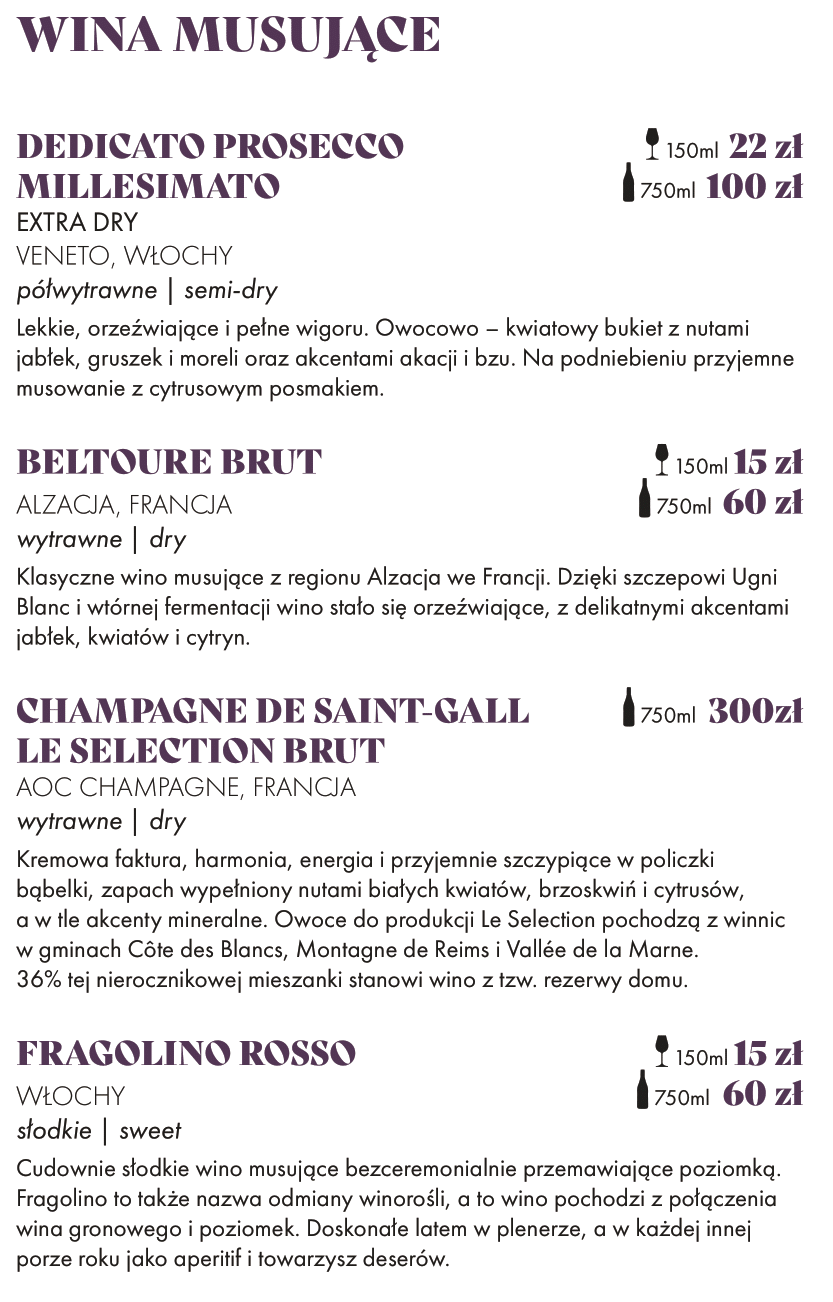 WINA MUSUJĄCE
DEDICATO PROSECCO
150ml 22 zł
MILLESIMATO
750ml 100 zł
EXTRA DRY
VENETO, WŁOCHY
półwytrawne | semi-dry
Lekkie, orzeźwiające i pełne wigoru. Owocowo – kwiatowy bukiet z nutami
jabłek, gruszek i moreli oraz akcentami akacji i bzu. Na podniebieniu przyjemne
musowanie z cytrusowym posmakiem.
BELTOURE BRUT
150ml 15 zł
ALZACJA, FRANCJA
750ml 60 zł
wytrawne | dry
Klasyczne wino musujące z regionu Alzacja we Francji. Dzięki szczepowi Ugni
Blanc i wtórnej fermentacji wino stało się orzeźwiające, z delikatnymi akcentami
jabłek, kwiatów i cytryn.
CHAMPAGNE DE SAINT-GALL
750ml 300zł
LE SELECTION BRUT
AOC CHAMPAGNE, FRANCJA
wytrawne | dry
Kremowa faktura, harmonia, energia i przyjemnie szczypiące w policzki
bąbelki, zapach wypełniony nutami białych kwiatów, brzoskwiń i cytrusów,
a w tle akcenty mineralne. Owoce do produkcji Le Selection pochodzą z winnic
w gminach Côte des Blancs, Montagne de Reims i Vallée de la Marne.
36% tej nierocznikowej mieszanki stanowi wino z tzw. rezerwy domu.
FRAGOLINO ROSSO
150ml 15 zł
WŁOCHY
750ml 60 zł
słodkie | sweet
Cudownie słodkie wino musujące bezceremonialnie przemawiające poziomką.
Fragolino to także nazwa odmiany winorośli, a to wino pochodzi z połączenia
wina gronowego i poziomek. Doskonałe latem w plenerze, a w każdej innej
porze roku jako aperitif i towarzysz deserów.